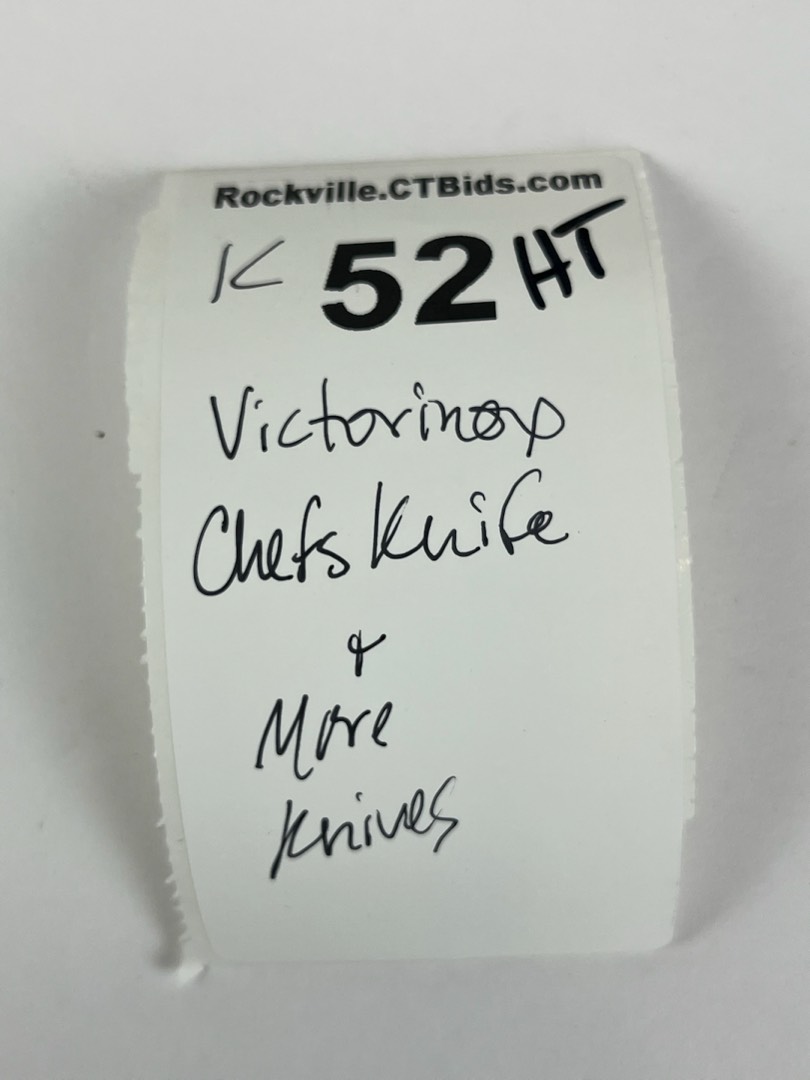 Rockville.CTBids.com
K 52 HT
Victorinox
Chefs Knife
&
More
Knives